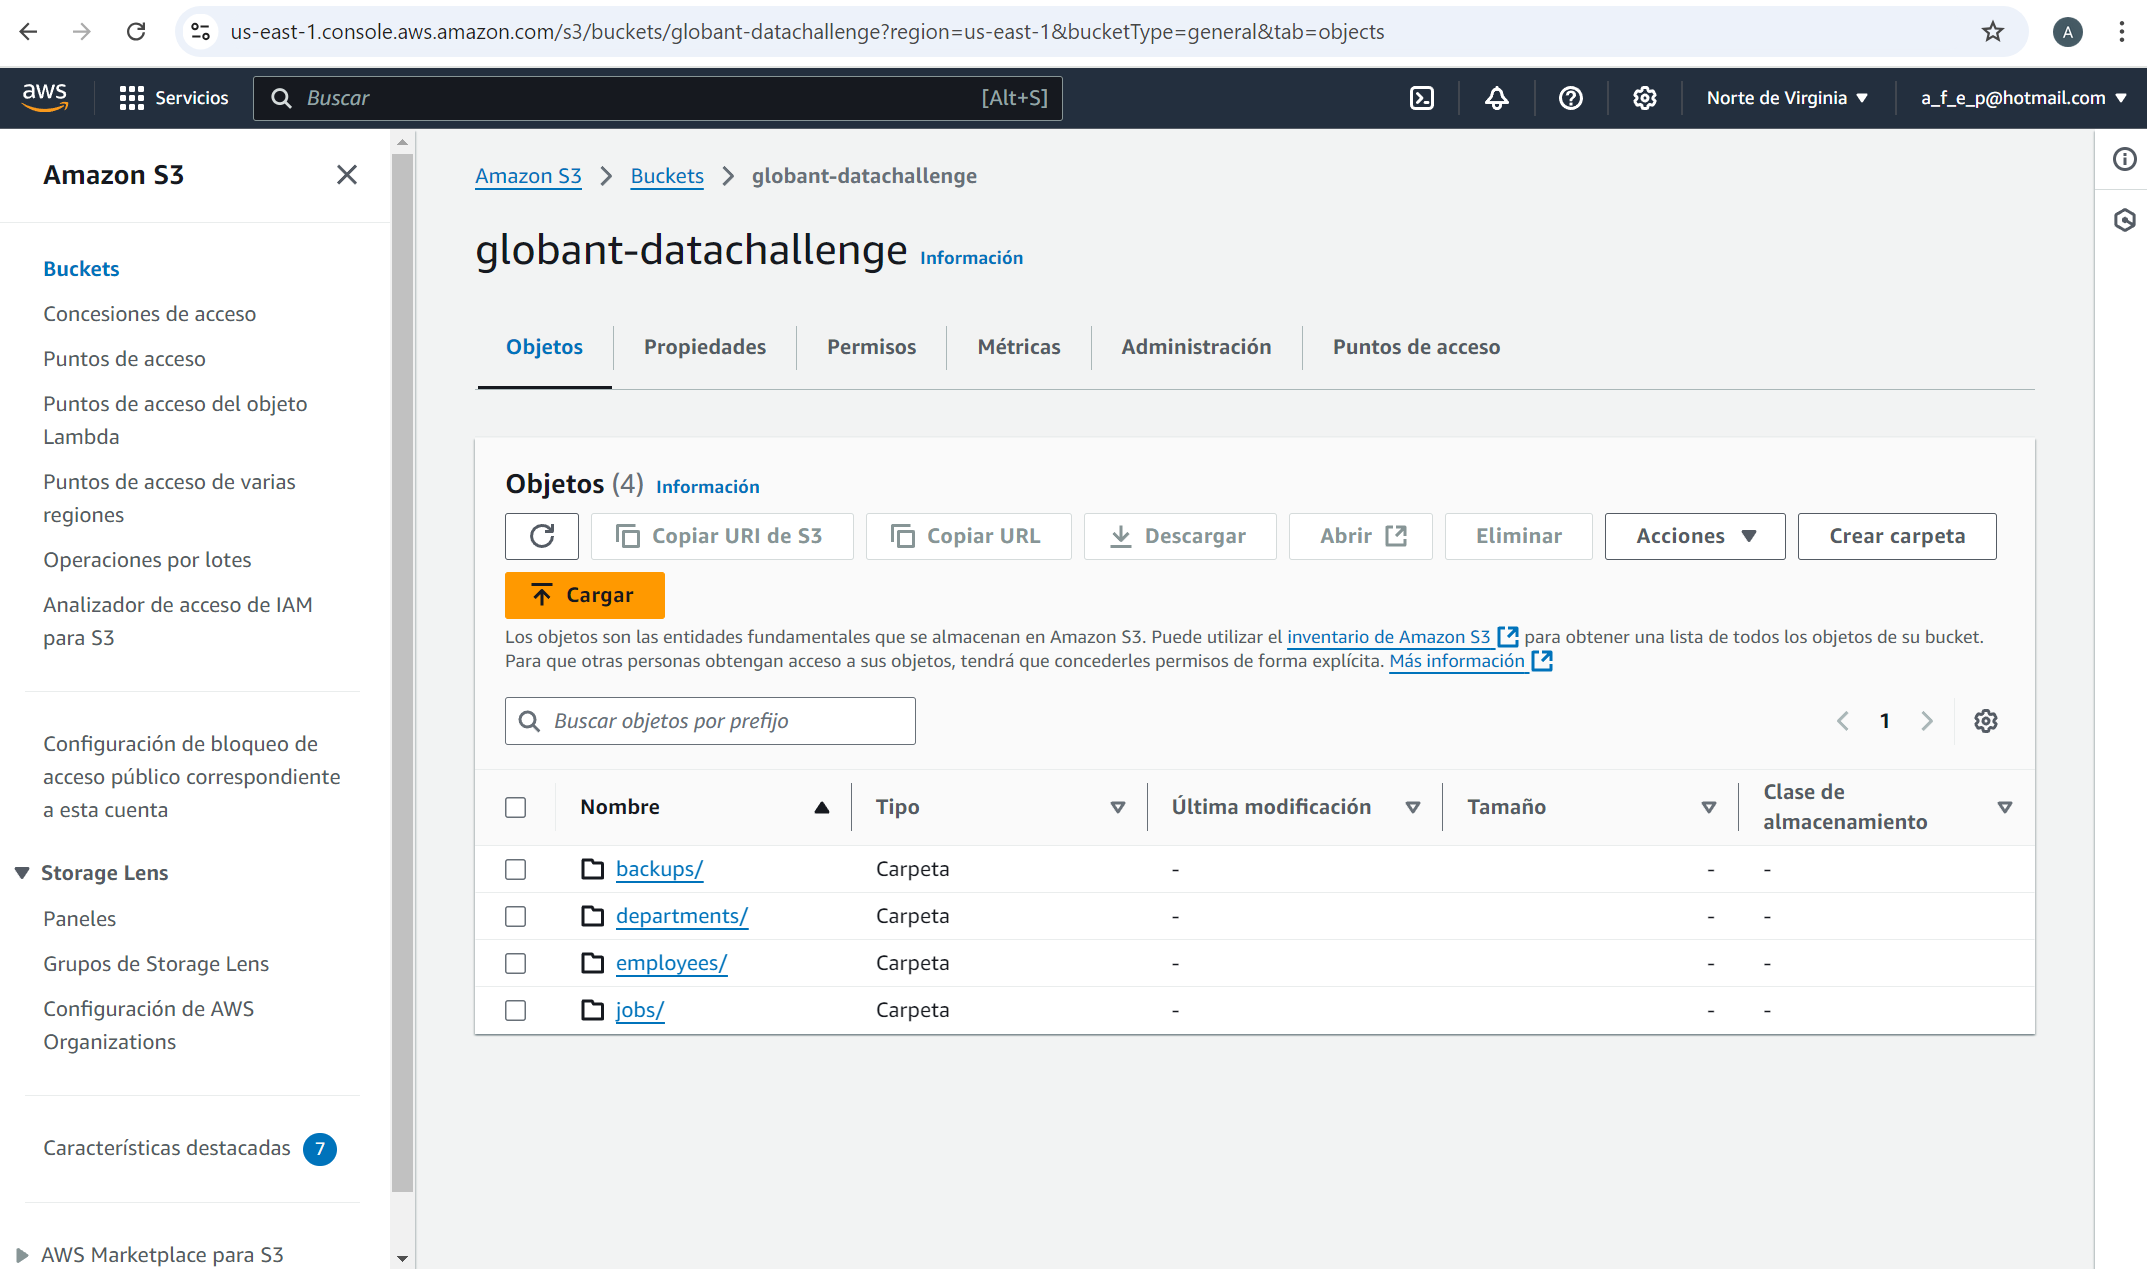 us-east-1.console.aws.amazon.com/s3/buckets/globant-datachallenge?region=us-east-1&bucketType=general&tab=objects
A
aws
Servicios
Buscar
[Alt+S]
Norte de Virginia
a_f_e_p@hotmail.com
Amazon S3
Buckets
Concesiones de acceso
Puntos de acceso
Puntos de acceso del objeto
Lambda
Puntos de acceso de varias
regiones
Operaciones por lotes
Analizador de acceso de IAM
para S3
Configuración de bloqueo de
acceso público correspondiente
a esta cuenta
Storage Lens
Paneles
Grupos de Storage Lens
Configuración de AWS
Organizations
Características destacadas 7
AWS Marketplace para S3
Amazon S3 > Buckets > globant-datachallenge
globant-datachallenge Información
Objetos
Propiedades
Permisos
Métricas
Administración
Puntos de acceso
Objetos (4) Información
Copiar URI de S3
Copiar URL
Descargar
Abrir
Eliminar
Acciones
Crear carpeta
Cargar
Los objetos son las entidades fundamentales que se almacenan en Amazon S3. Puede utilizar el inventario de Amazon S3 para obtener una lista de todos los objetos de su bucket.
Para que otras personas obtengan acceso a sus objetos, tendrá que concederles permisos de forma explícita. Más información
Buscar objetos por prefijo
1
Nombre
Tipo
Última modificación
Tamaño
Clase de
almacenamiento
backups/ Carpeta - - -
departments/ Carpeta - - -
employees/ Carpeta - - -
jobs/ Carpeta - - -